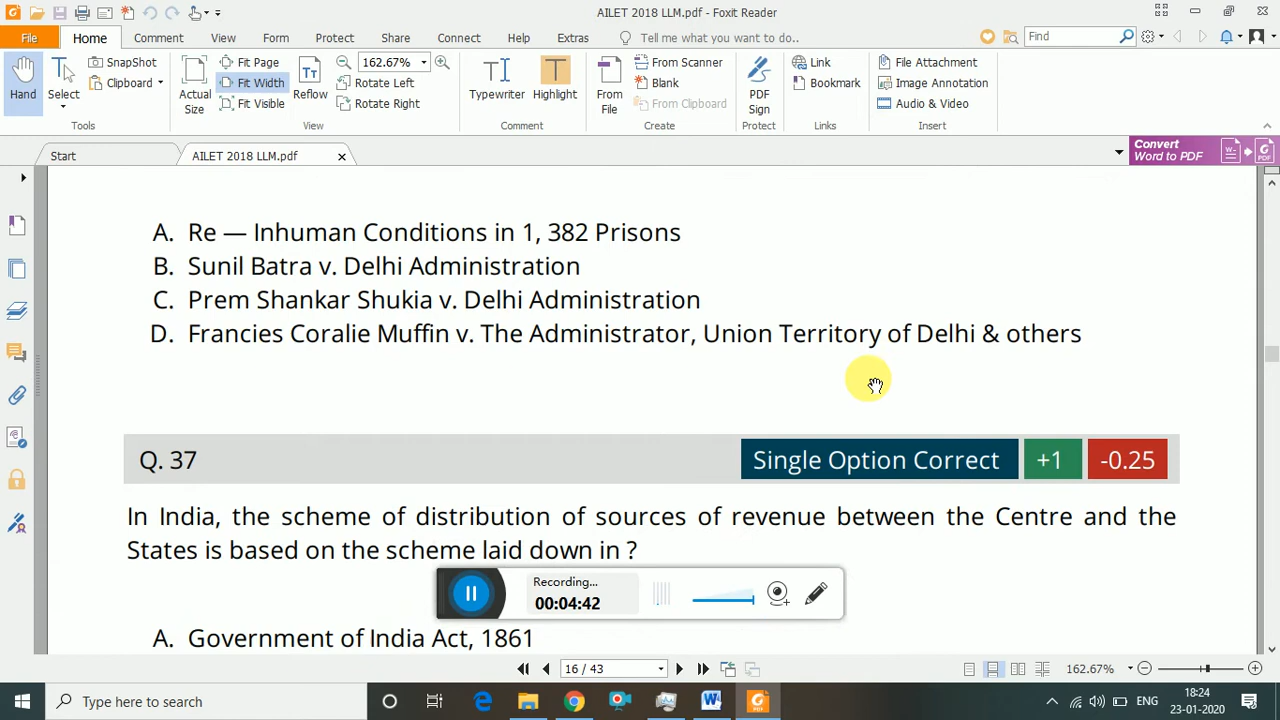 AILET 2018 LLM.pdf - Foxit Reader
File Home Comment View Form Protect Share Connect Help Extras Tell me what you want to do.. Find
Hand
Select
SnapShot
Clipboard
Tools
Actual Size
Fit Page
Fit Width
Fit Visible
Reflow
162.67%
Rotate Left
Rotate Right
View
Typewriter
Highlight
Comment
From File
From Scanner
Blank
From Clipboard
Create
PDF Sign
Protect
Link
Bookmark
Links
File Attachment
Image Annotation
Audio & Video
Insert
Start
AILET 2018 LLM.pdf
Convert
Word to PDF
A. Re — Inhuman Conditions in 1, 382 Prisons
B. Sunil Batra v. Delhi Administration
C. Prem Shankar Shukia v. Delhi Administration
D. Francies Coralie Muffin v. The Administrator, Union Territory of Delhi & others
Q. 37 Single Option Correct +1 -0.25
In India, the scheme of distribution of sources of revenue between the Centre and the
States is based on the scheme laid down in ?
Recording...
00:04:42
A. Government of India Act, 1861
16 / 43
162.67%
Type here to search
ENG
18:24
23-01-2020